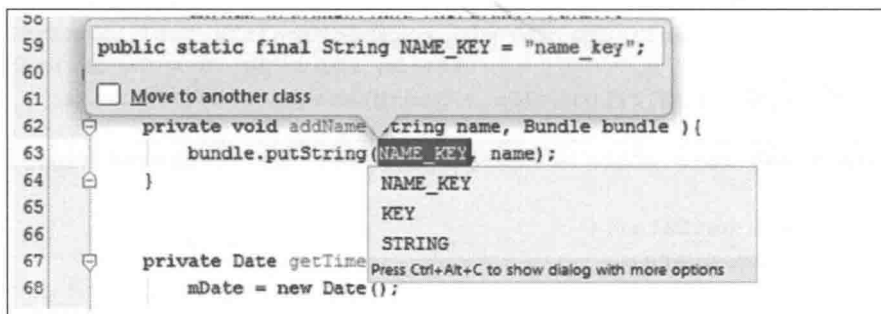 58
59 public static final String NAME_KEY = "name_key";
60
61 Move to another class
62 private void addName String name, Bundle bundle ){
63 bundle.putString(NAME_KEY, name);
64 }
NAME_KEY
65 KEY
66 STRING
67 private Date getTime
Press Ctrl+Alt+C to show dialog with more options
68 mDate = new Date();